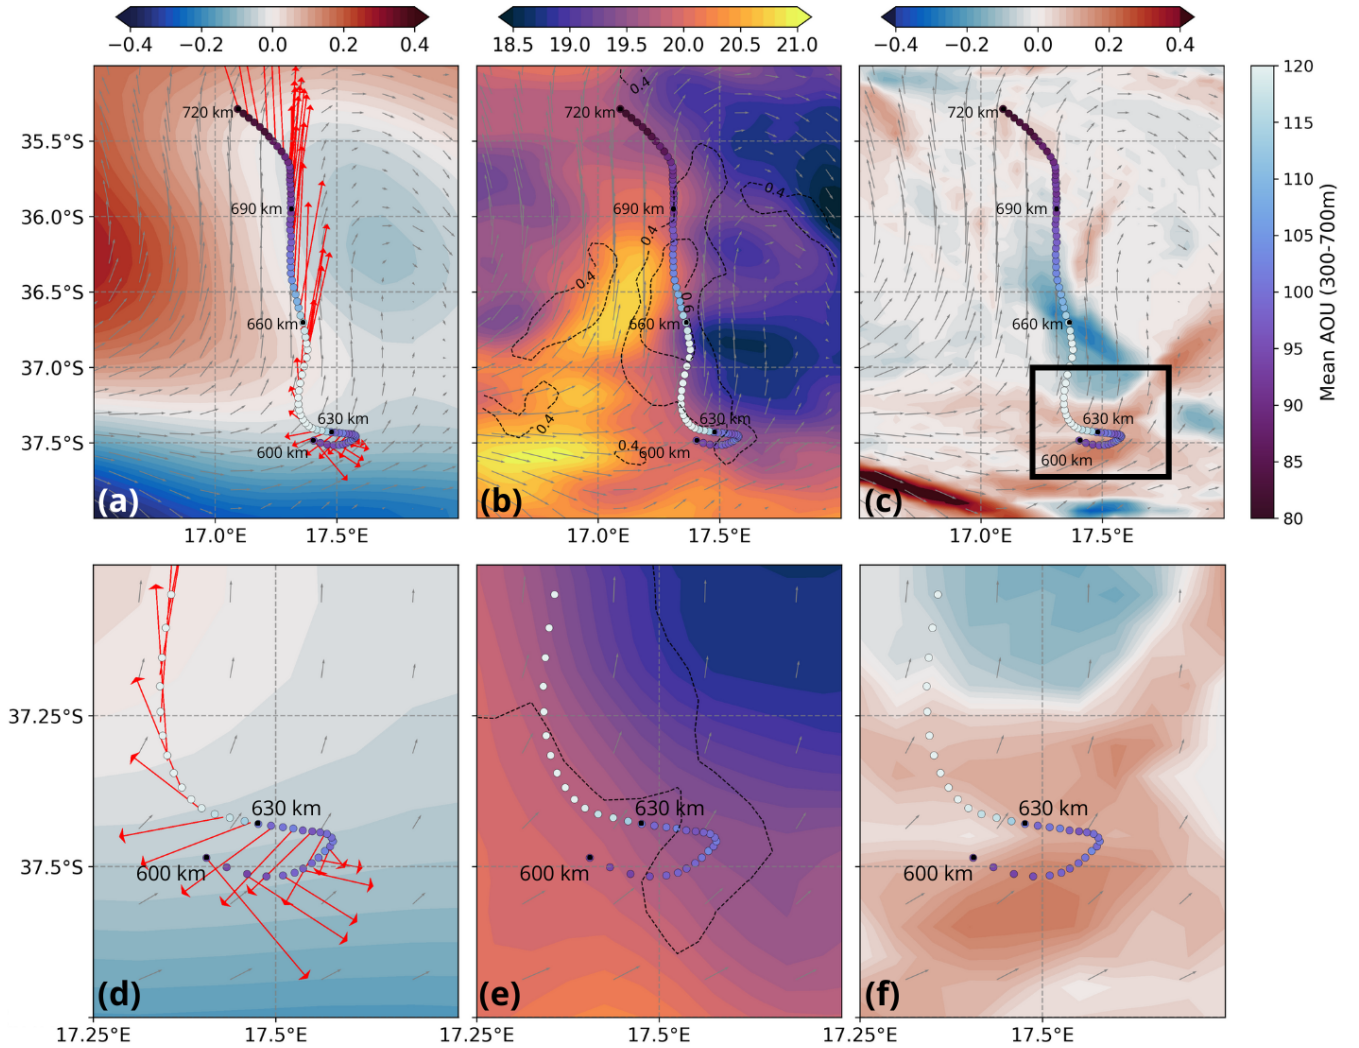 −0.4 −0.2 0.0 0.2 0.4
18.5 19.0 19.5 20.0 20.5 21.0
−0.4 −0.2 0.0 0.2 0.4
35.5°S
36.0°S
36.5°S
37.0°S
37.5°S
720 km
690 km
660 km
630 km
600 km
(a)
17.0°E 17.5°E
0.4
720 km
0.4
690 km
0.4
0.4
0.6
660 km
0.4
630 km
0.4
600 km
(b)
17.0°E 17.5°E
720 km
690 km
660 km
630 km
600 km
(c)
17.0°E 17.5°E
120
115
110
105
100
95
90
85
80
Mean AOU (300-700m)
37.25°S
37.5°S
630 km
600 km
(d)
17.25°E 17.5°E
630 km
600 km
(e)
17.25°E 17.5°E
630 km
600 km
(f)
17.25°E 17.5°E